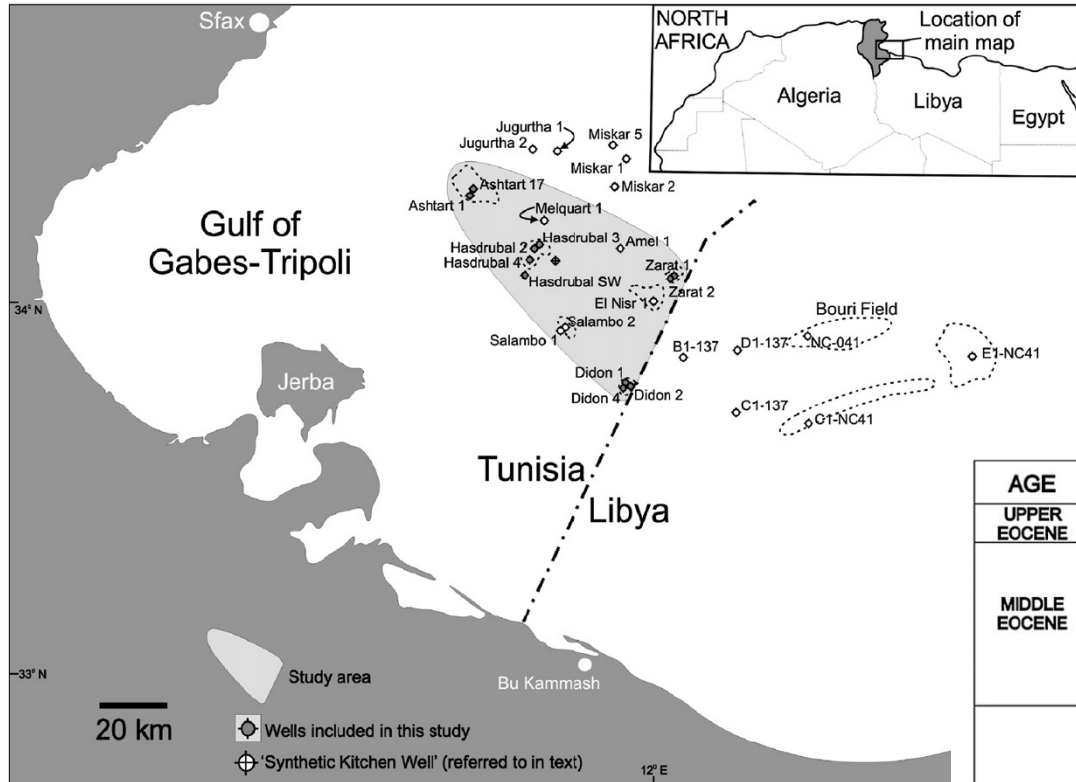 Sfax
NORTH
AFRICA
Location of
main map
Algeria
Libya
Egypt
Jugurtha 1
Jugurtha 2
Miskar 5
Miskar 1
Miskar 2
Ashtart 17
Ashtart 1
Melquart 1
Gulf of
Gabes-Tripoli
Hasdrubal 3
Hasdrubal 2
Amel 1
Hasdrubal 4
Zarat 1
Hasdrubal SW
Zarat 2
El Nisr 1
34° N
Bouri Field
Salambo 2
Salambo 1
B1-137
D1-137
NC-041
E1-NC41
Jerba
Didon 1
Didon 4
Didon 2
C1-137
C1-NC41
Tunisia
Libya
AGE
UPPER
EOCENE
MIDDLE
EOCENE
33° N
Study area
Bu Kammash
20 km
Wells included in this study
'Synthetic Kitchen Well' (referred to in text)
12° E